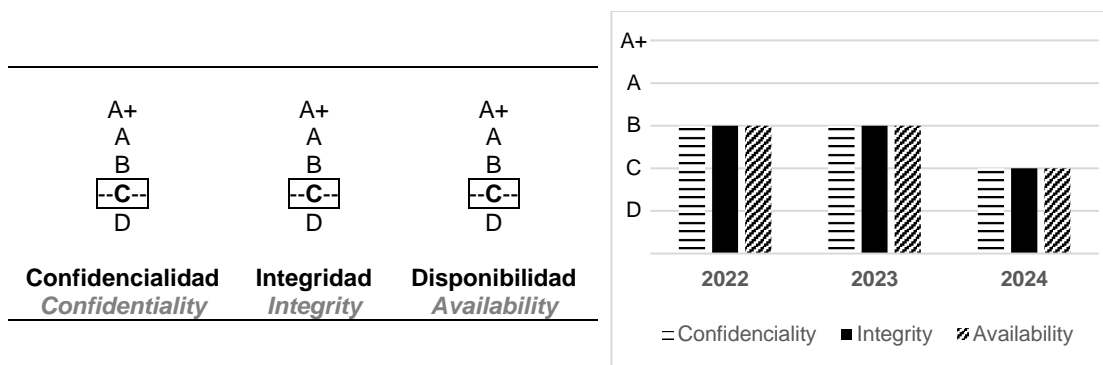 A+ A+ A+
A A A
B B B
--C-- --C-- --C--
D D D
Confidencialidad Integridad Disponibilidad
Confidentiality Integrity Availability
A+
A
B
C
D
2022 2023 2024
Confidenciality Integrity Availability